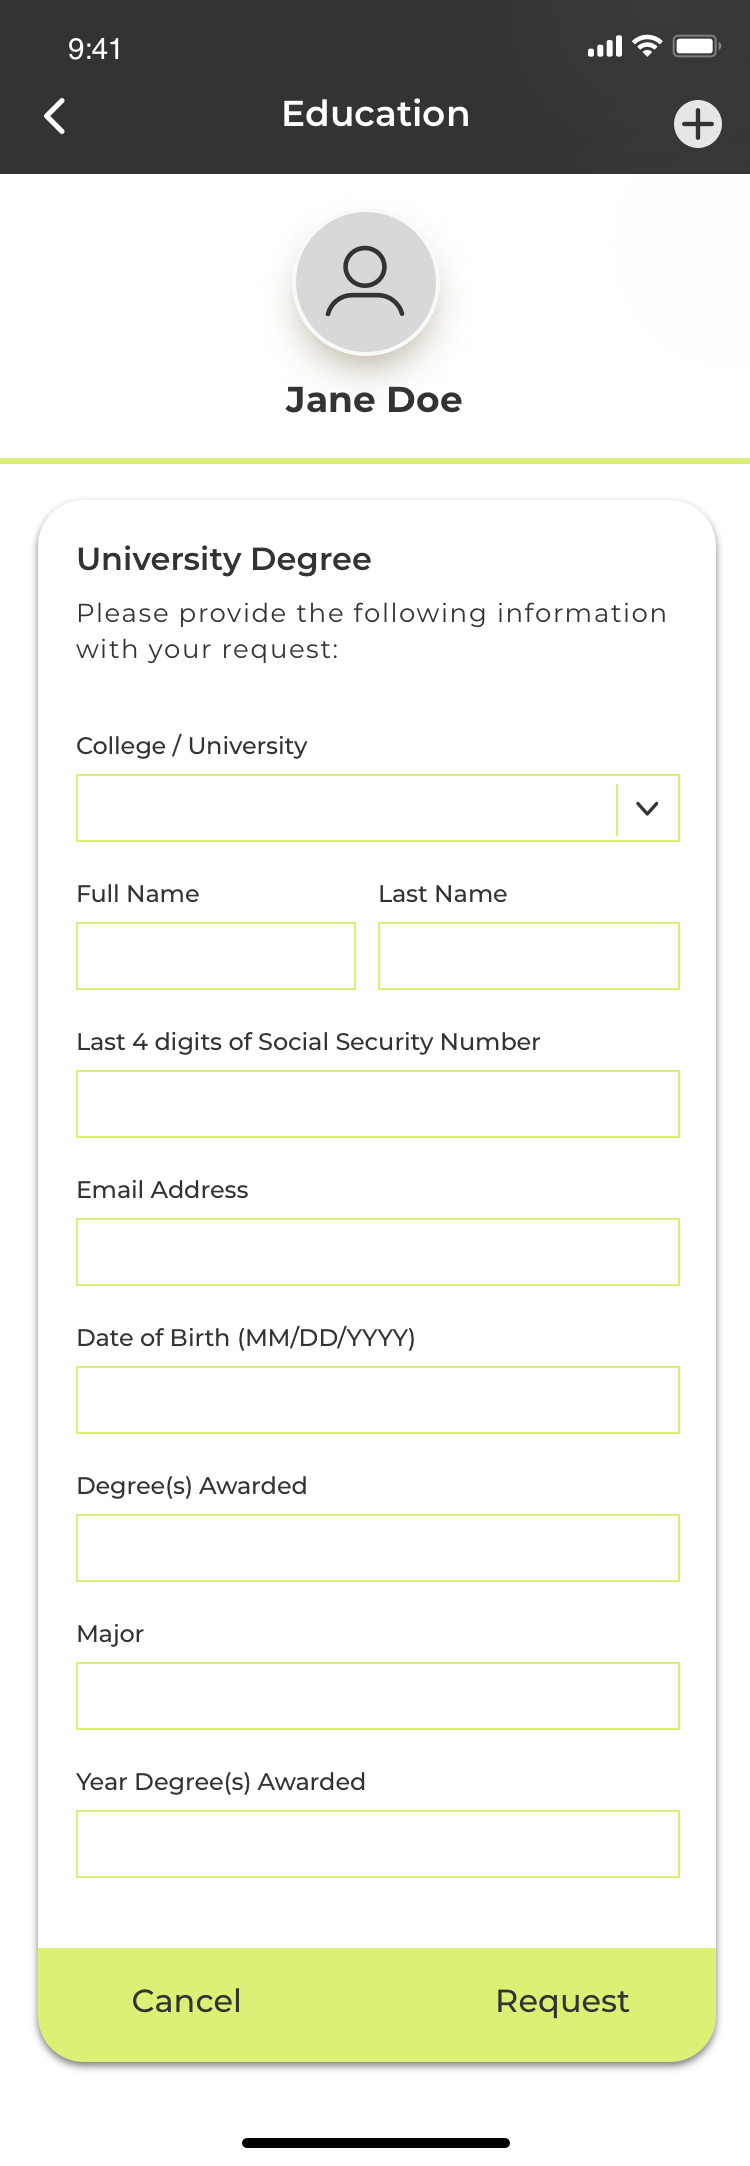 9:41
Education
Jane Doe
University Degree
Please provide the following information
with your request:
College / University
Full Name Last Name
Last 4 digits of Social Security Number
Email Address
Date of Birth (MM/DD/YYYY)
Degree(s) Awarded
Major
Year Degree(s) Awarded
Cancel Request